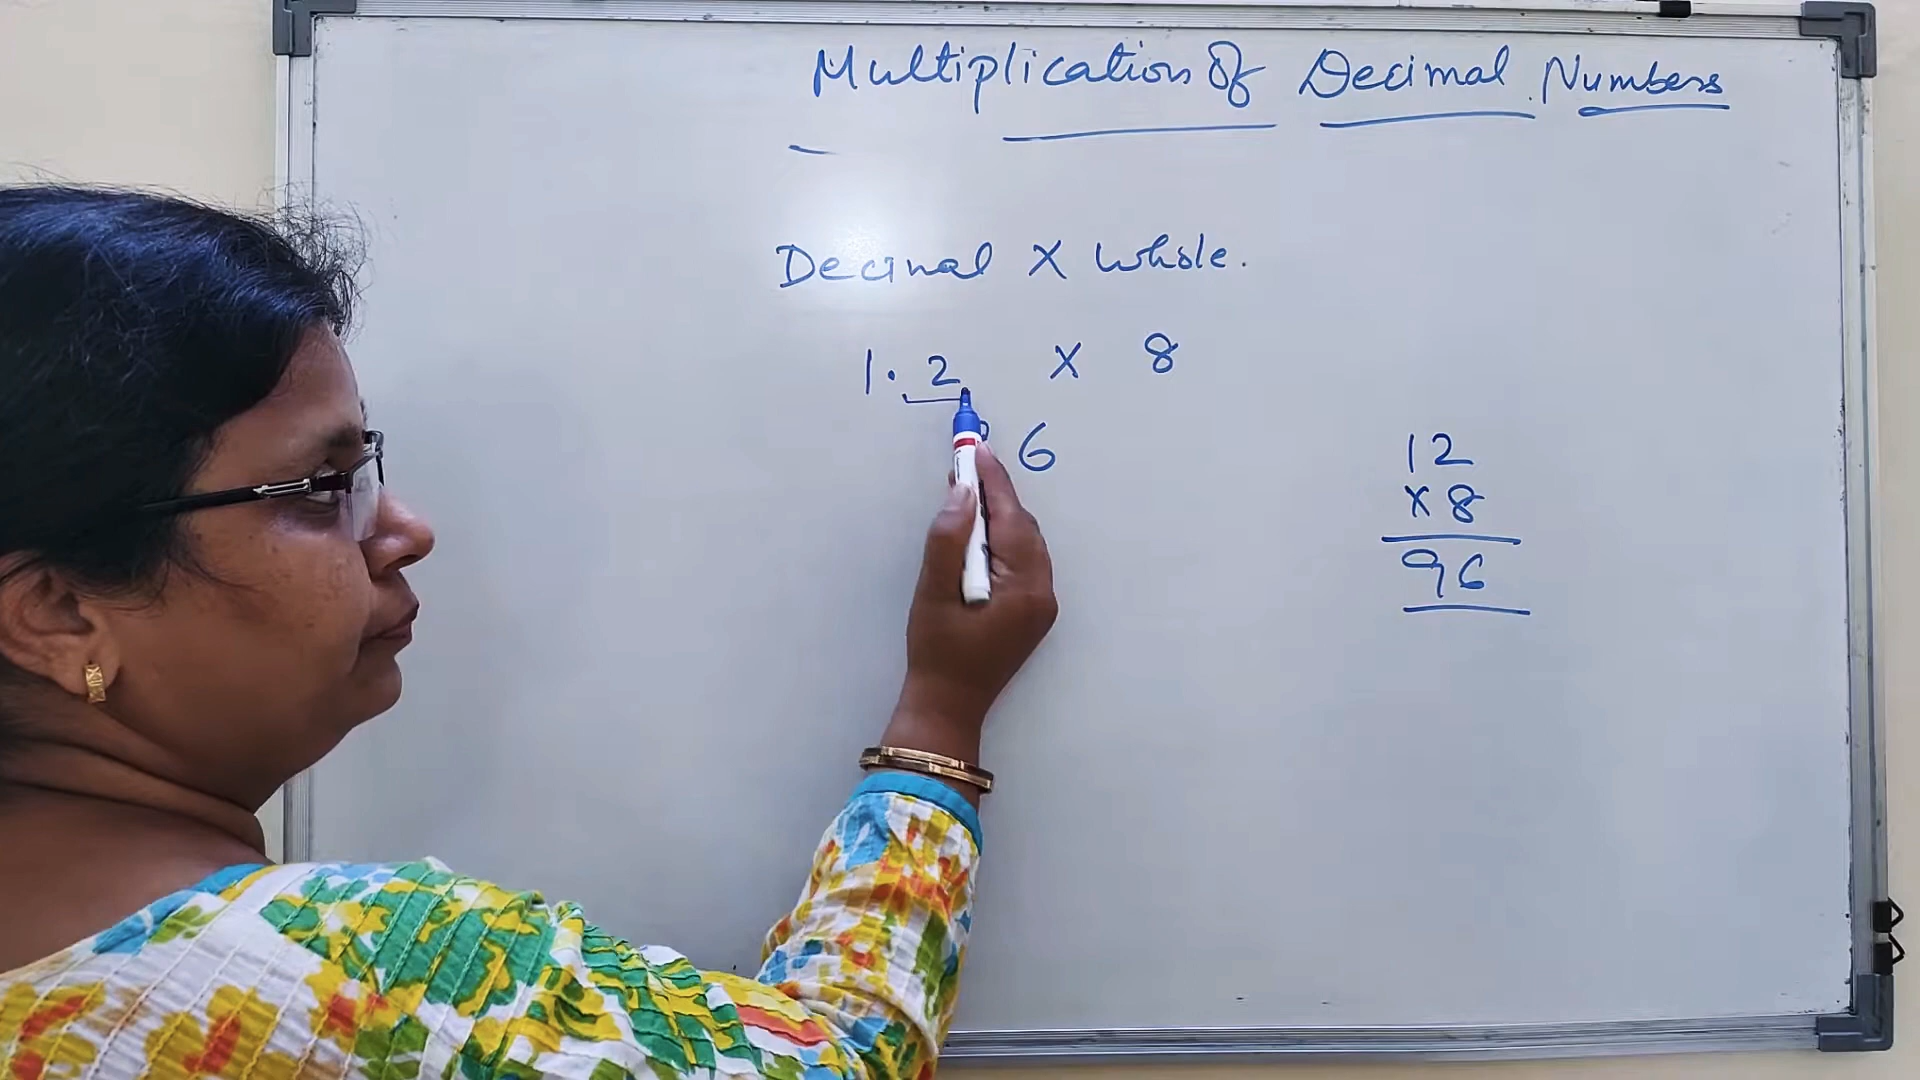 Multiplication Of Decimal Numbers
Decimal X Whole.
1.2 X 8
6
12
X 8
96